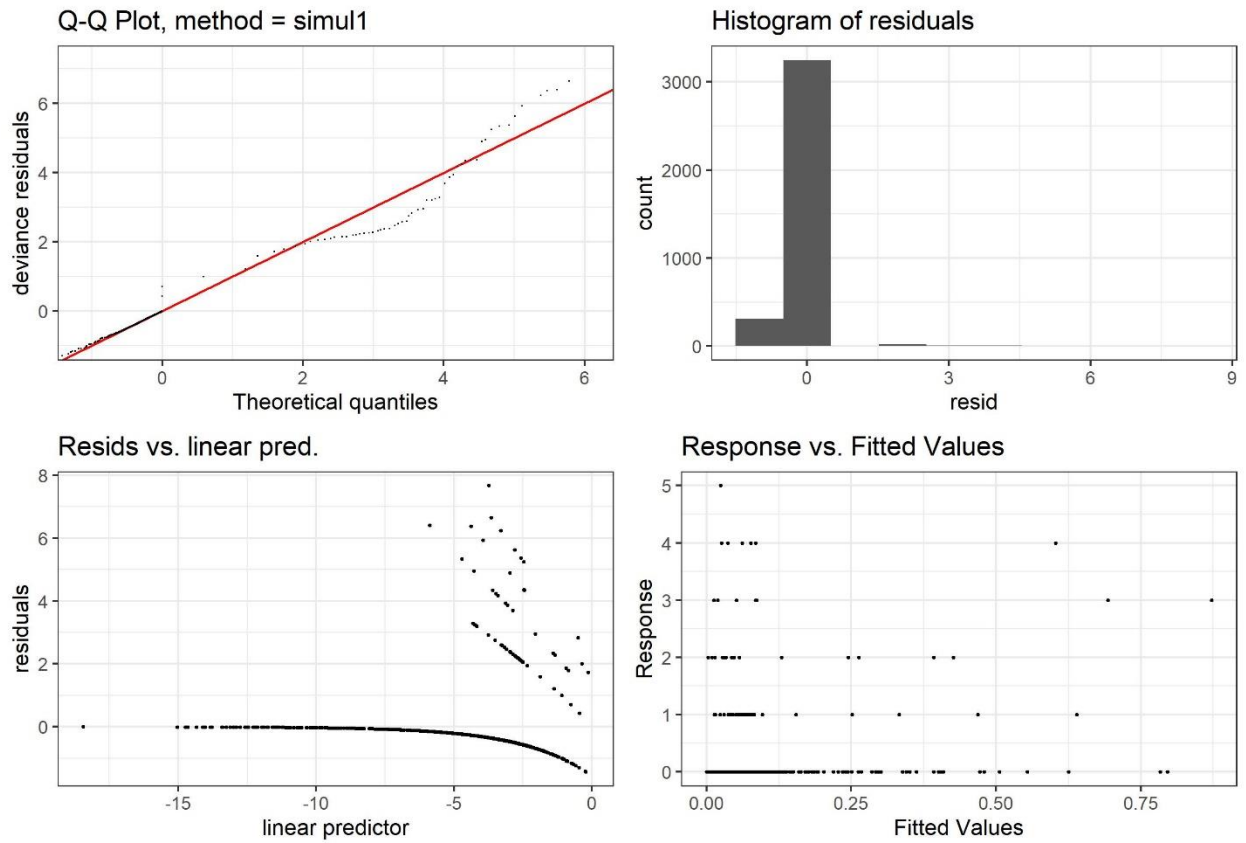 Q-Q Plot, method = simul1
deviance residuals
6
4
2
0
0 2 4 6
Theoretical quantiles
Histogram of residuals
count
3000
2000
1000
0
0 3 6 9
resid
Resids vs. linear pred.
residuals
8
6
4
2
0
-15 -10 -5 0
linear predictor
Response vs. Fitted Values
Response
5
4
3
2
1
0
0.00 0.25 0.50 0.75
Fitted Values